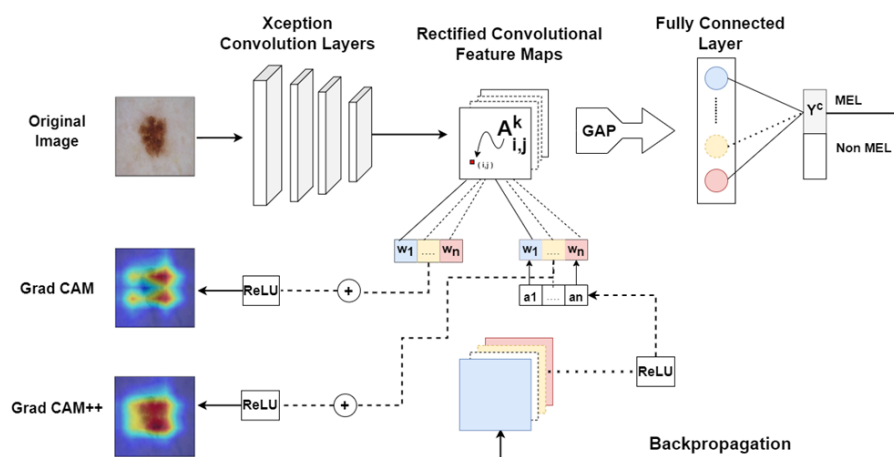 Xception
Convolution Layers
Rectified Convolutional
Feature Maps
Fully Connected
Layer
Original
Image
A^k_{i,j}
(i,j)
GAP
Y^c
MEL
Non MEL
w1 .... wn
w1 .... wn
a1 .... an
Grad CAM
ReLU
+
ReLU
Grad CAM++
ReLU
+
Backpropagation